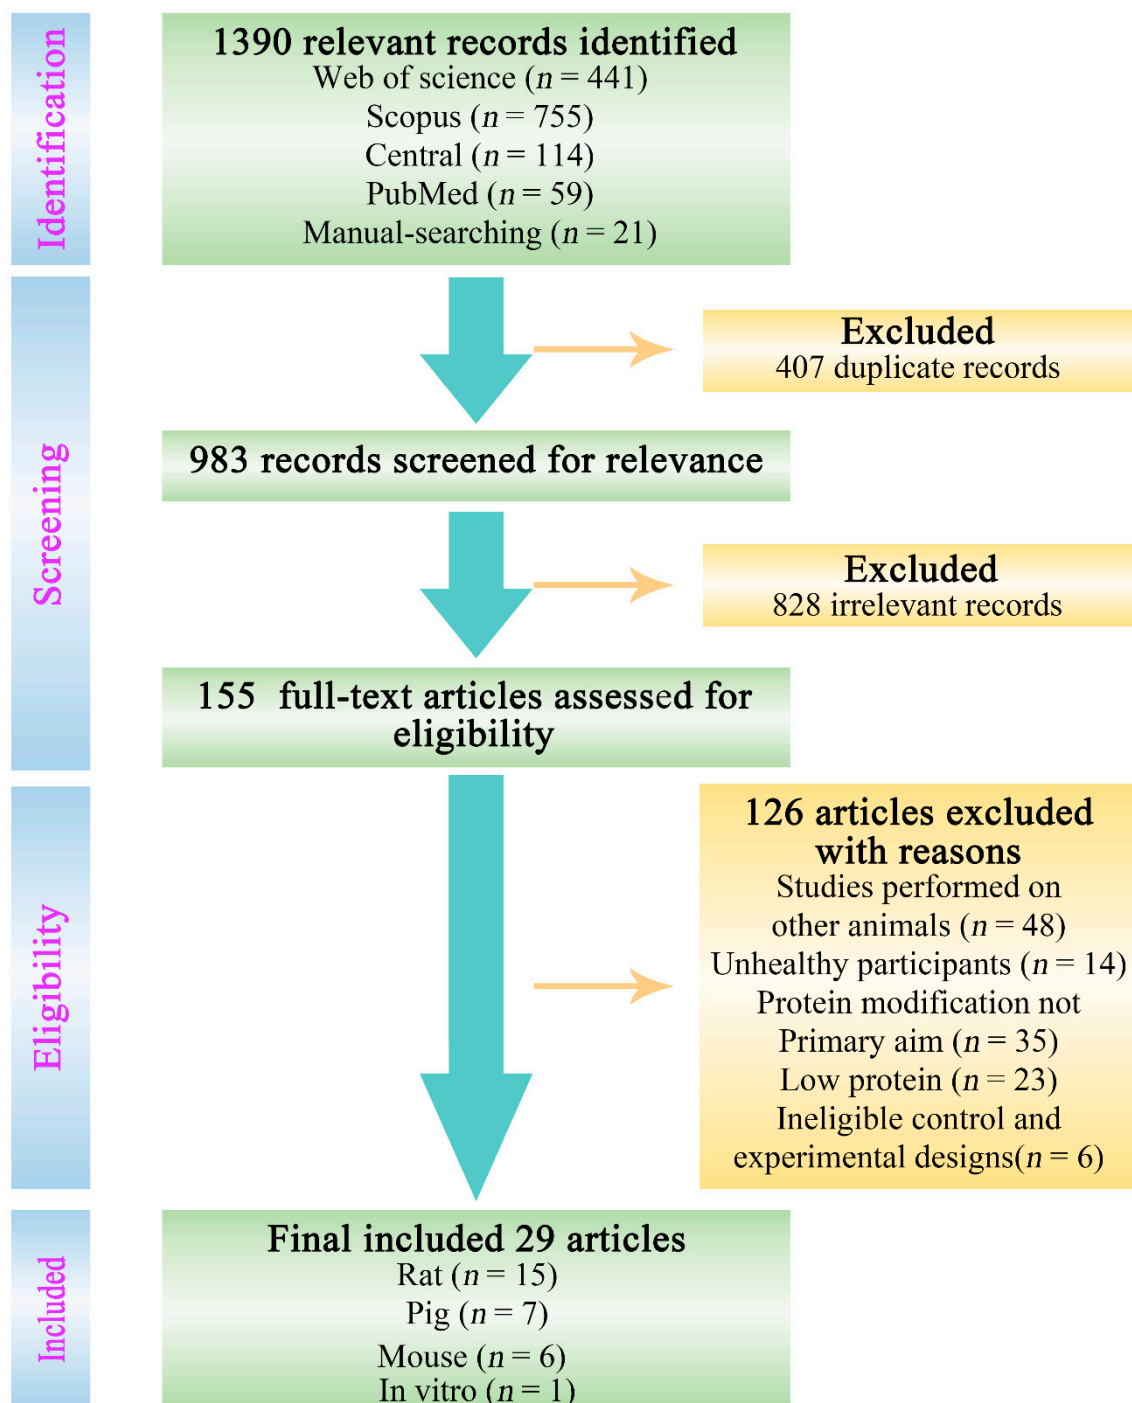 Identification
1390 relevant records identified
Web of science (n = 441)
Scopus (n = 755)
Central (n = 114)
PubMed (n = 59)
Manual-searching (n = 21)
Screening
Excluded
407 duplicate records
983 records screened for relevance
Excluded
828 irrelevant records
155 full-text articles assessed for
eligibility
Eligibility
126 articles excluded
with reasons
Studies performed on
other animals (n = 48)
Unhealthy participants (n = 14)
Protein modification not
Primary aim (n = 35)
Low protein (n = 23)
Ineligible control and
experimental designs(n = 6)
Included
Final included 29 articles
Rat (n = 15)
Pig (n = 7)
Mouse (n = 6)
In vitro (n = 1)